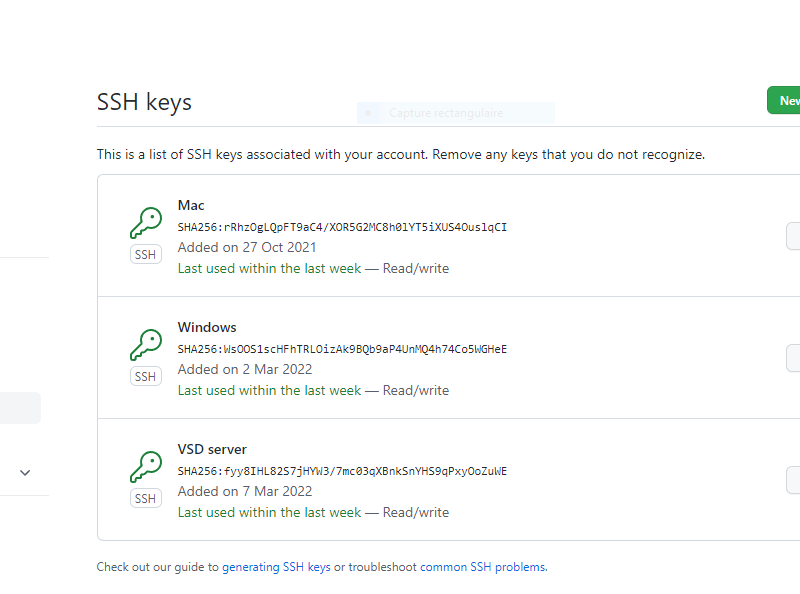 SSH keys
Capture rectangulaire
New
This is a list of SSH keys associated with your account. Remove any keys that you do not recognize.
Mac
SHA256:rRhzOgLQpFT9aC4/XOR5G2MC8h0lYT5iXUS4OuslqCI
SSH
Added on 27 Oct 2021
Last used within the last week — Read/write
Windows
SHA256:WsOOS1scHFhTRLOizAk9BQb9aP4UnMQ4h74Co5WGHeE
SSH
Added on 2 Mar 2022
Last used within the last week — Read/write
VSD server
SHA256:fyy8IHL82S7jHYW3/7mc03qXBnkSnYHS9qPxyOoZuWE
SSH
Added on 7 Mar 2022
Last used within the last week — Read/write
Check out our guide to generating SSH keys or troubleshoot common SSH problems.